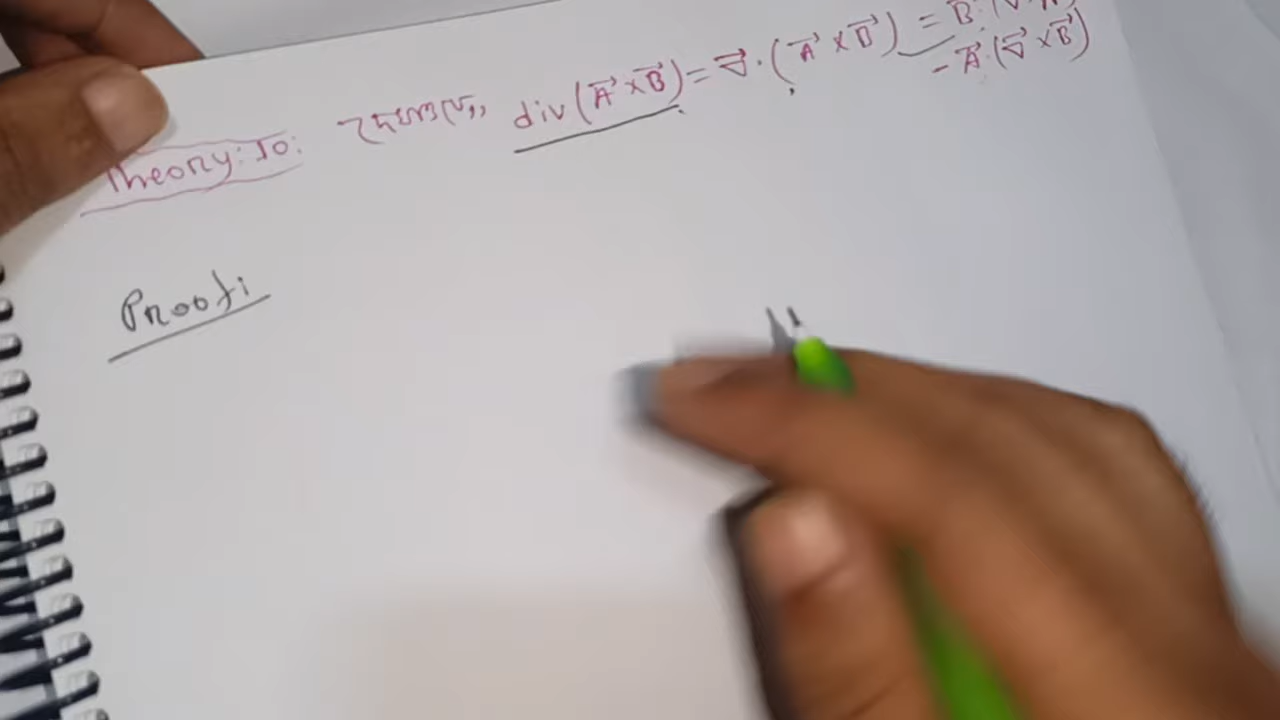 Theory: 10: দেখাও যে, div(A⃗ × B⃗) = ∇⃗ · (A⃗ × B⃗) = B⃗ · (∇⃗
− A⃗ · (∇⃗ × B⃗)
Proof: